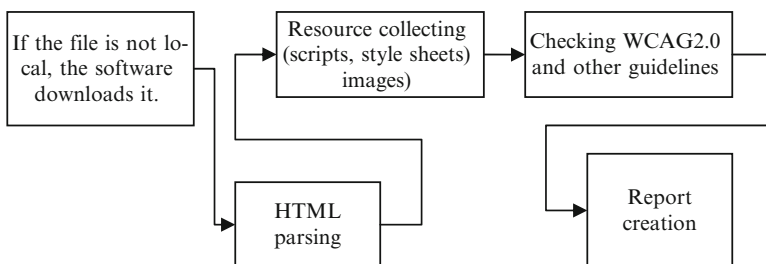 If the file is not lo-
cal, the software
downloads it.
HTML
parsing
Resource collecting
(scripts, style sheets)
images)
Checking WCAG2.0
and other guidelines
Report
creation